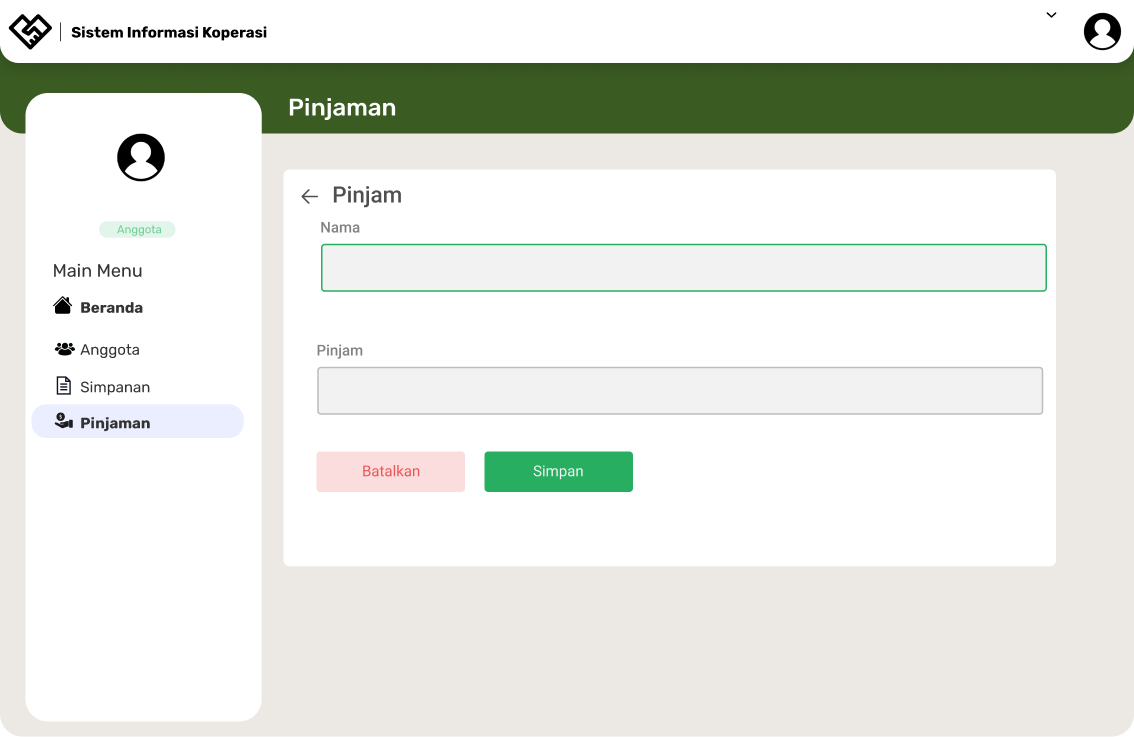 Sistem Informasi Koperasi
Pinjaman
Anggota
Main Menu
Beranda
Anggota
Simpanan
Pinjaman
Pinjam
Nama
Pinjam
Batalkan
Simpan